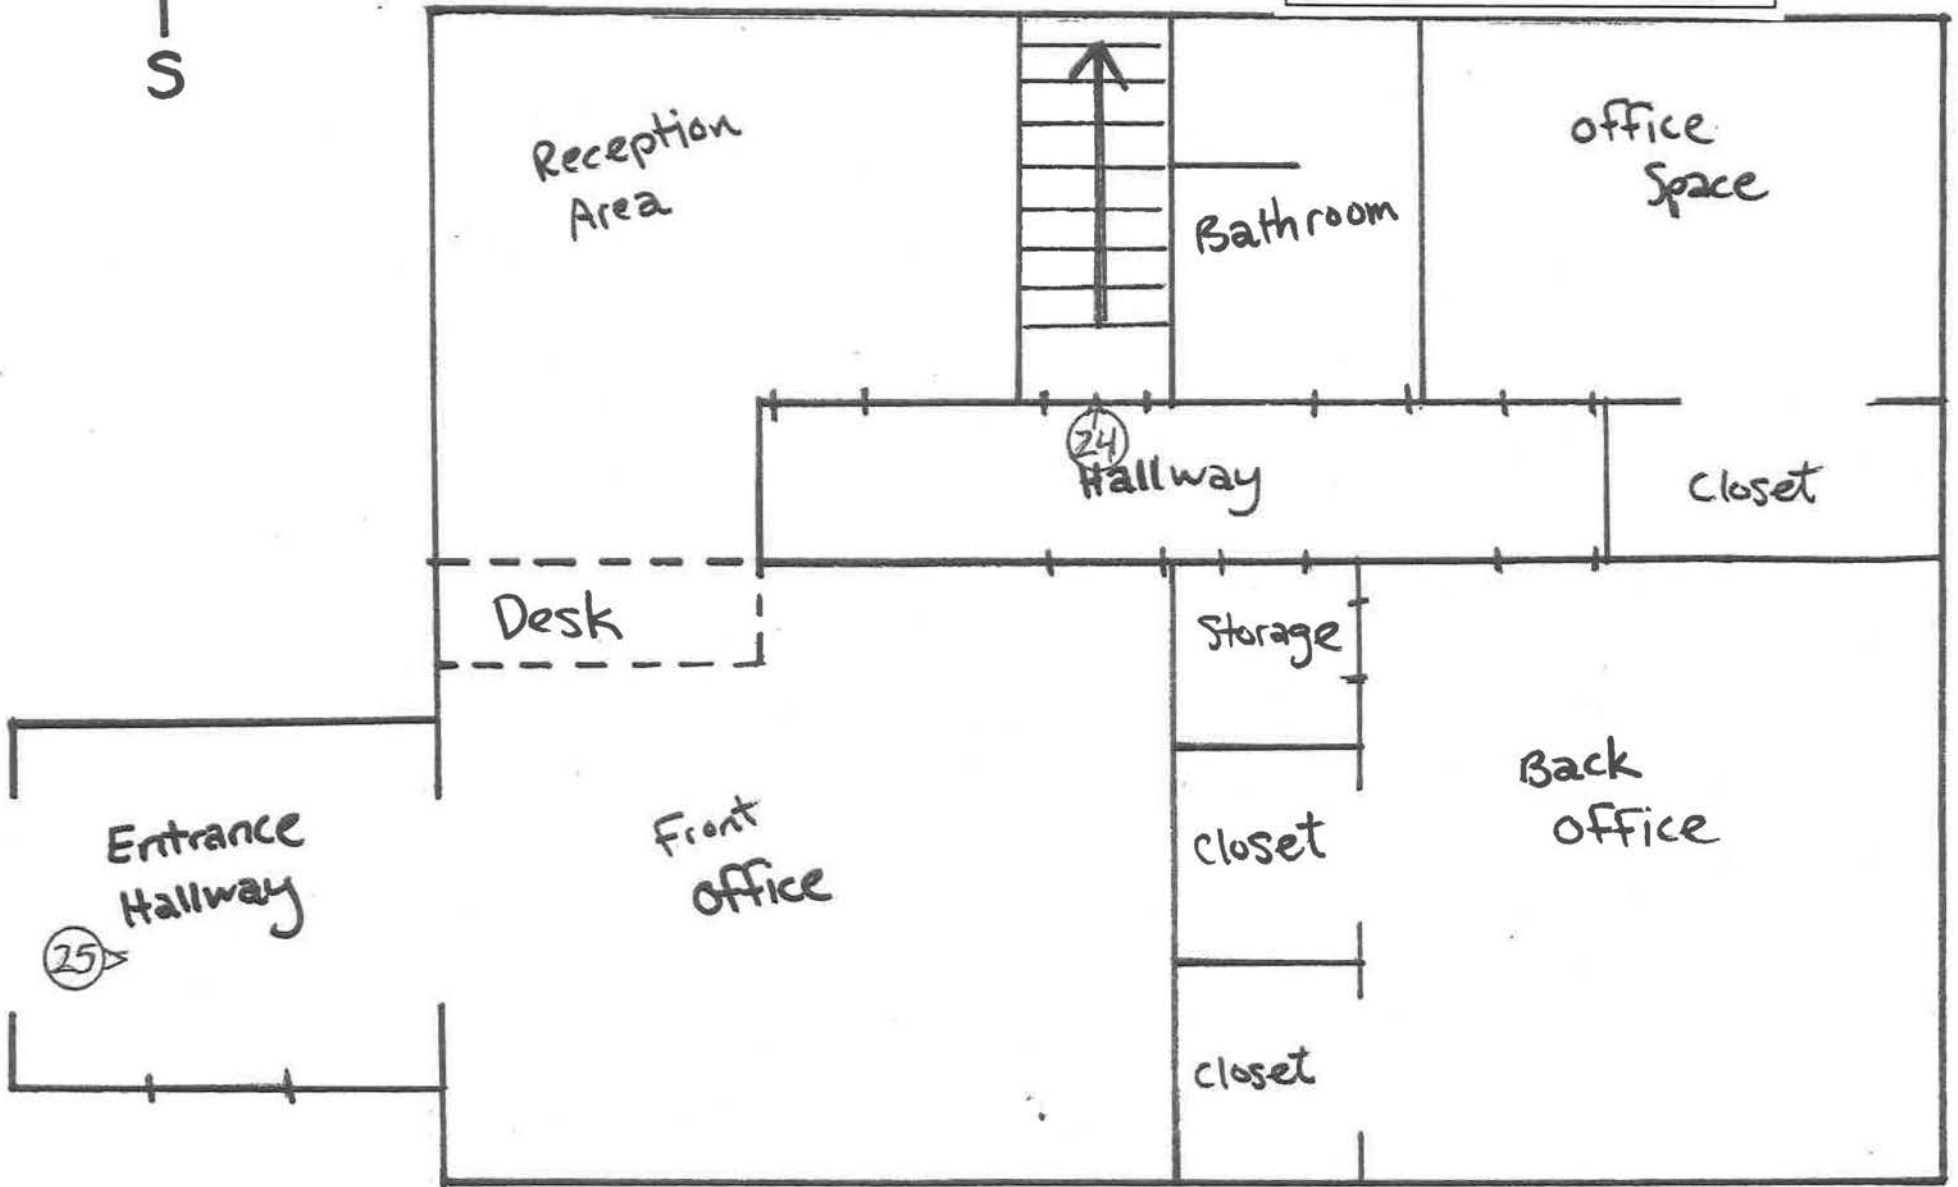 S
Reception
Area
Bathroom
Office
Space
24
Hallway
Closet
Desk
Storage
Entrance
Hallway
25
Front
Office
Closet
Back
Office
Closet